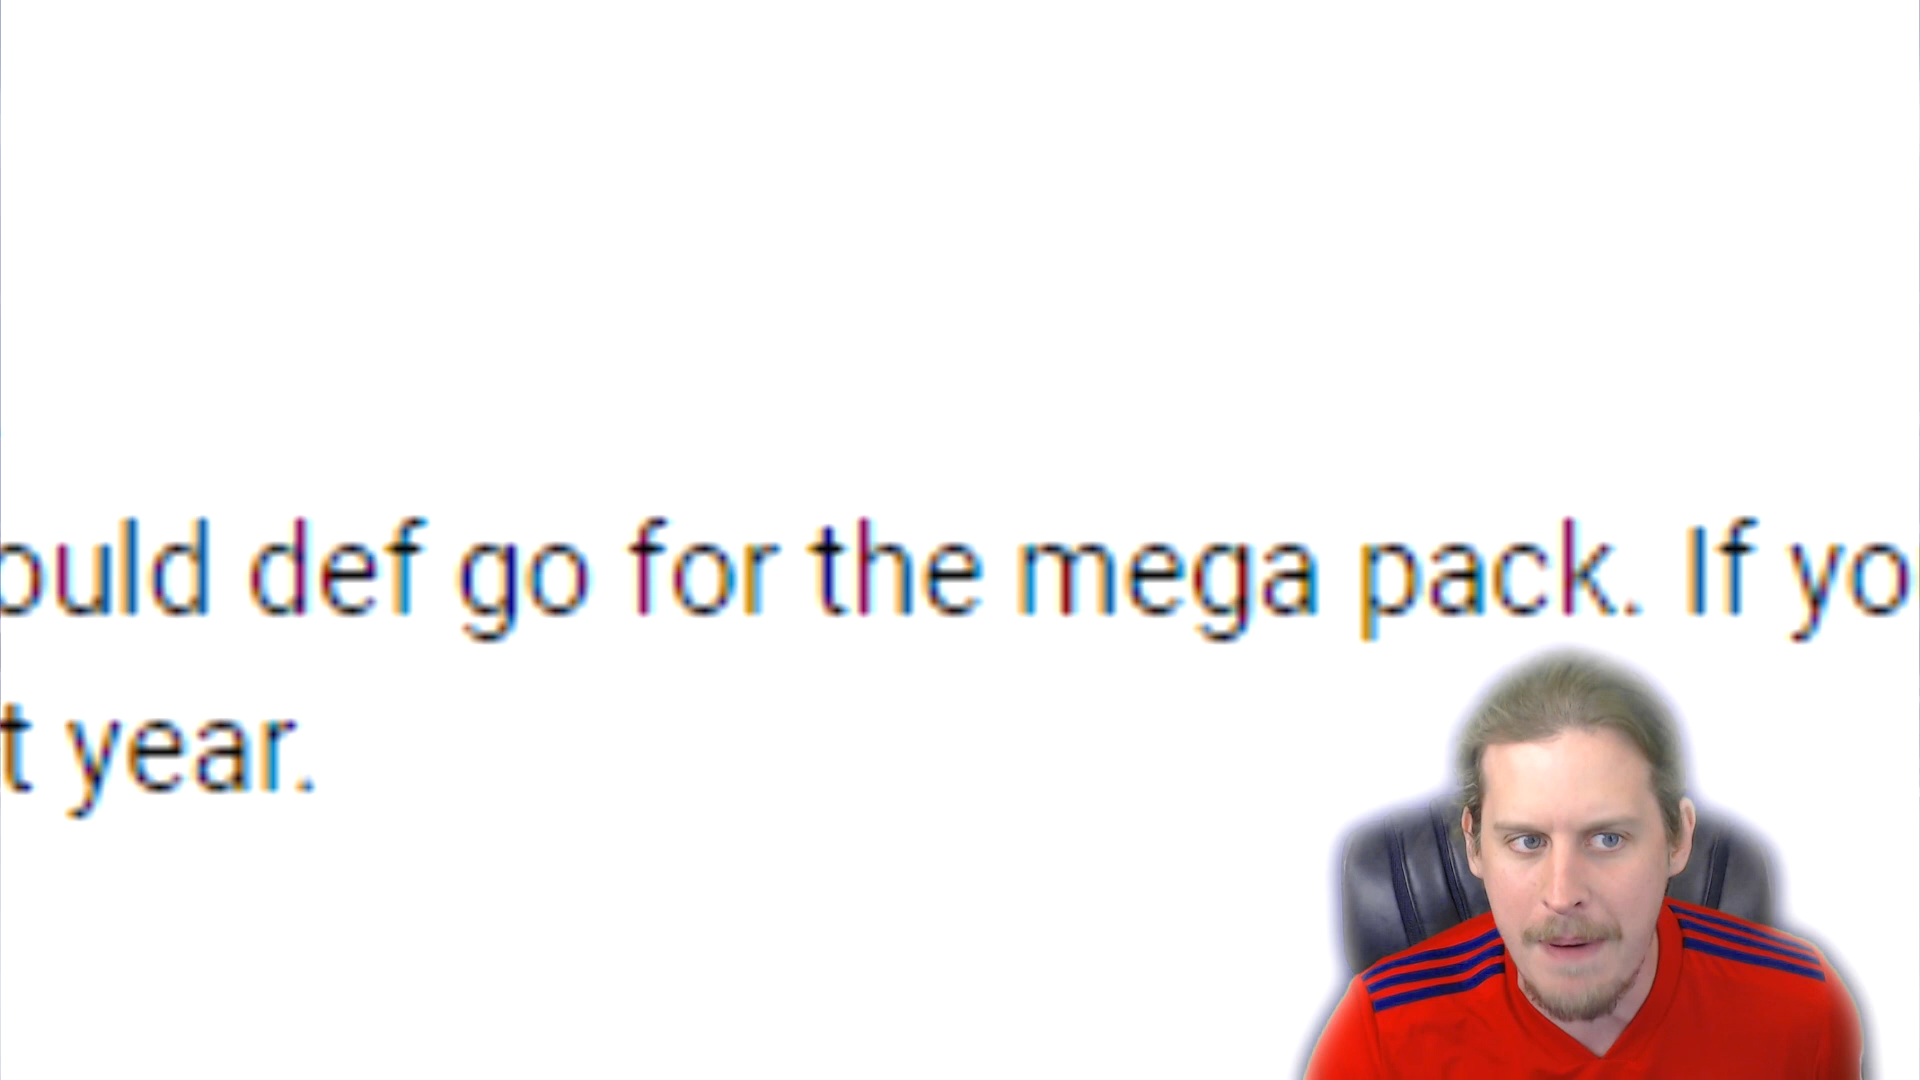 ould def go for the mega pack. If yo
t year.